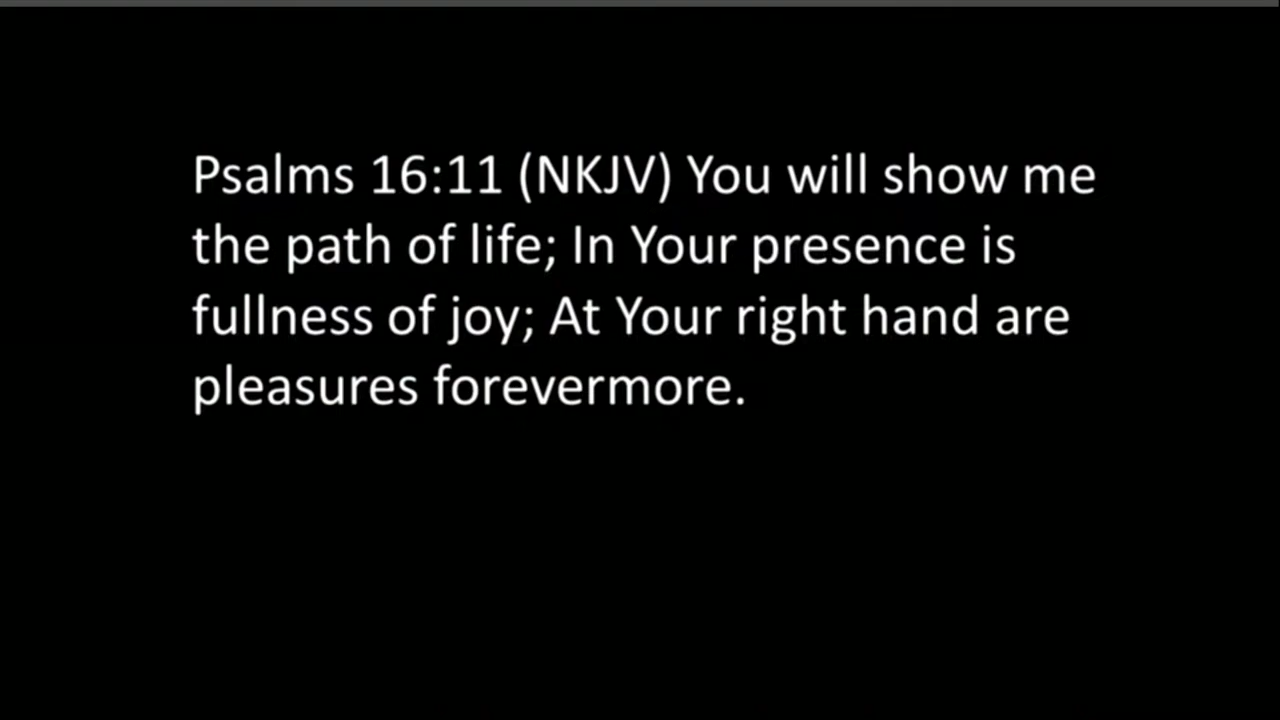 Psalms 16:11 (NKJV) You will show me
the path of life; In Your presence is
fullness of joy; At Your right hand are
pleasures forevermore.